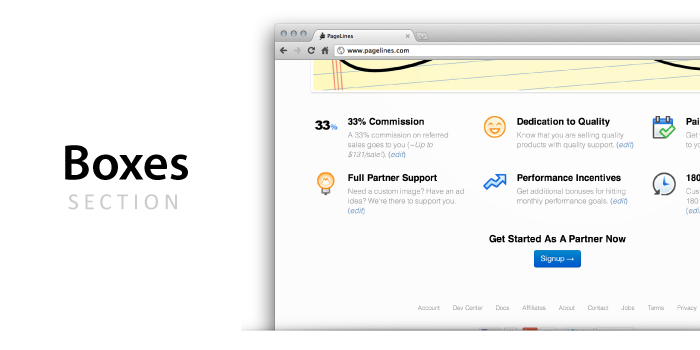 Boxes
SECTION
PageLines
www.pagelines.com
33%
33% Commission
A 33% commission on referred
sales goes to you (~Up to
$131/sale!). (edit)
Dedication to Quality
Know that you are selling quality
products with quality support. (edit)
Pai
Get
to yo
Full Partner Support
Need a custom image? Have an ad
idea? We're there to support you.
(edit)
Performance Incentives
Get additional bonuses for hitting
monthly performance goals. (edit)
180
Cus
180
(edi
Get Started As A Partner Now
Signup →
Account Dev Center Docs Affiliates About Contact Jobs Terms Privacy